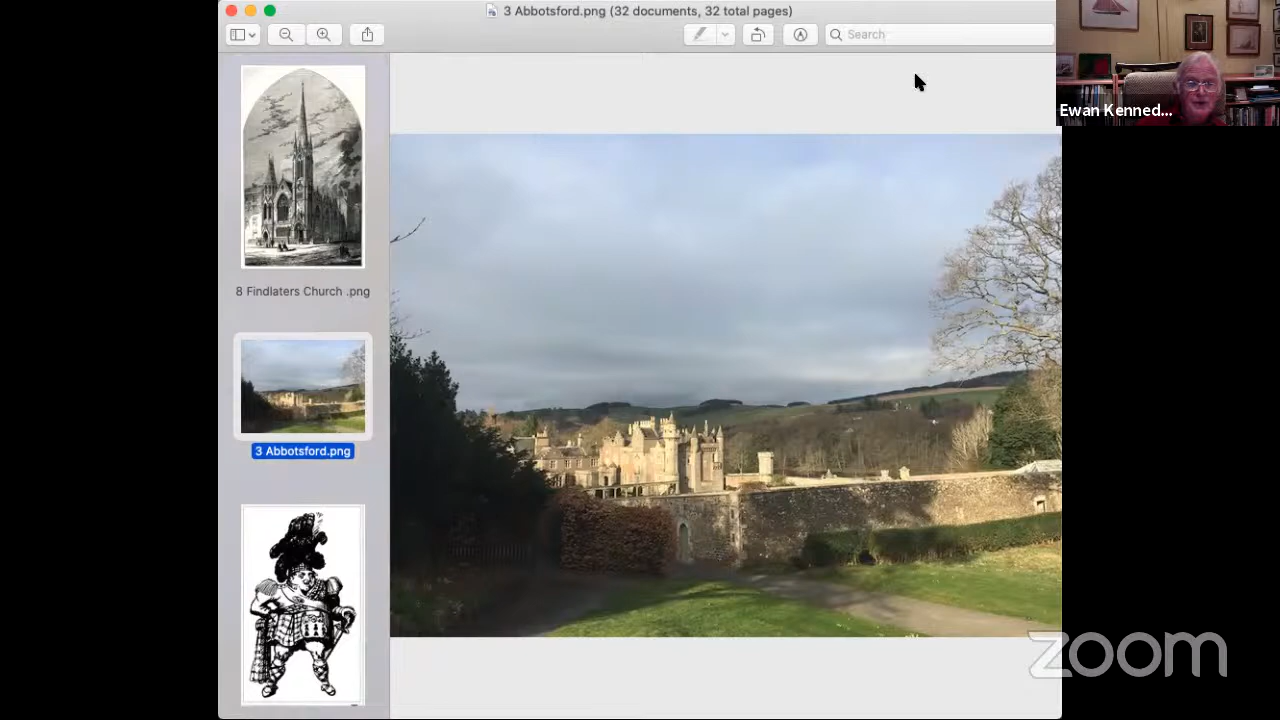 3 Abbotsford.png (32 documents, 32 total pages)
Search
Ewan Kenned...
8 Findlaters Church .png
3 Abbotsford.png
zoom